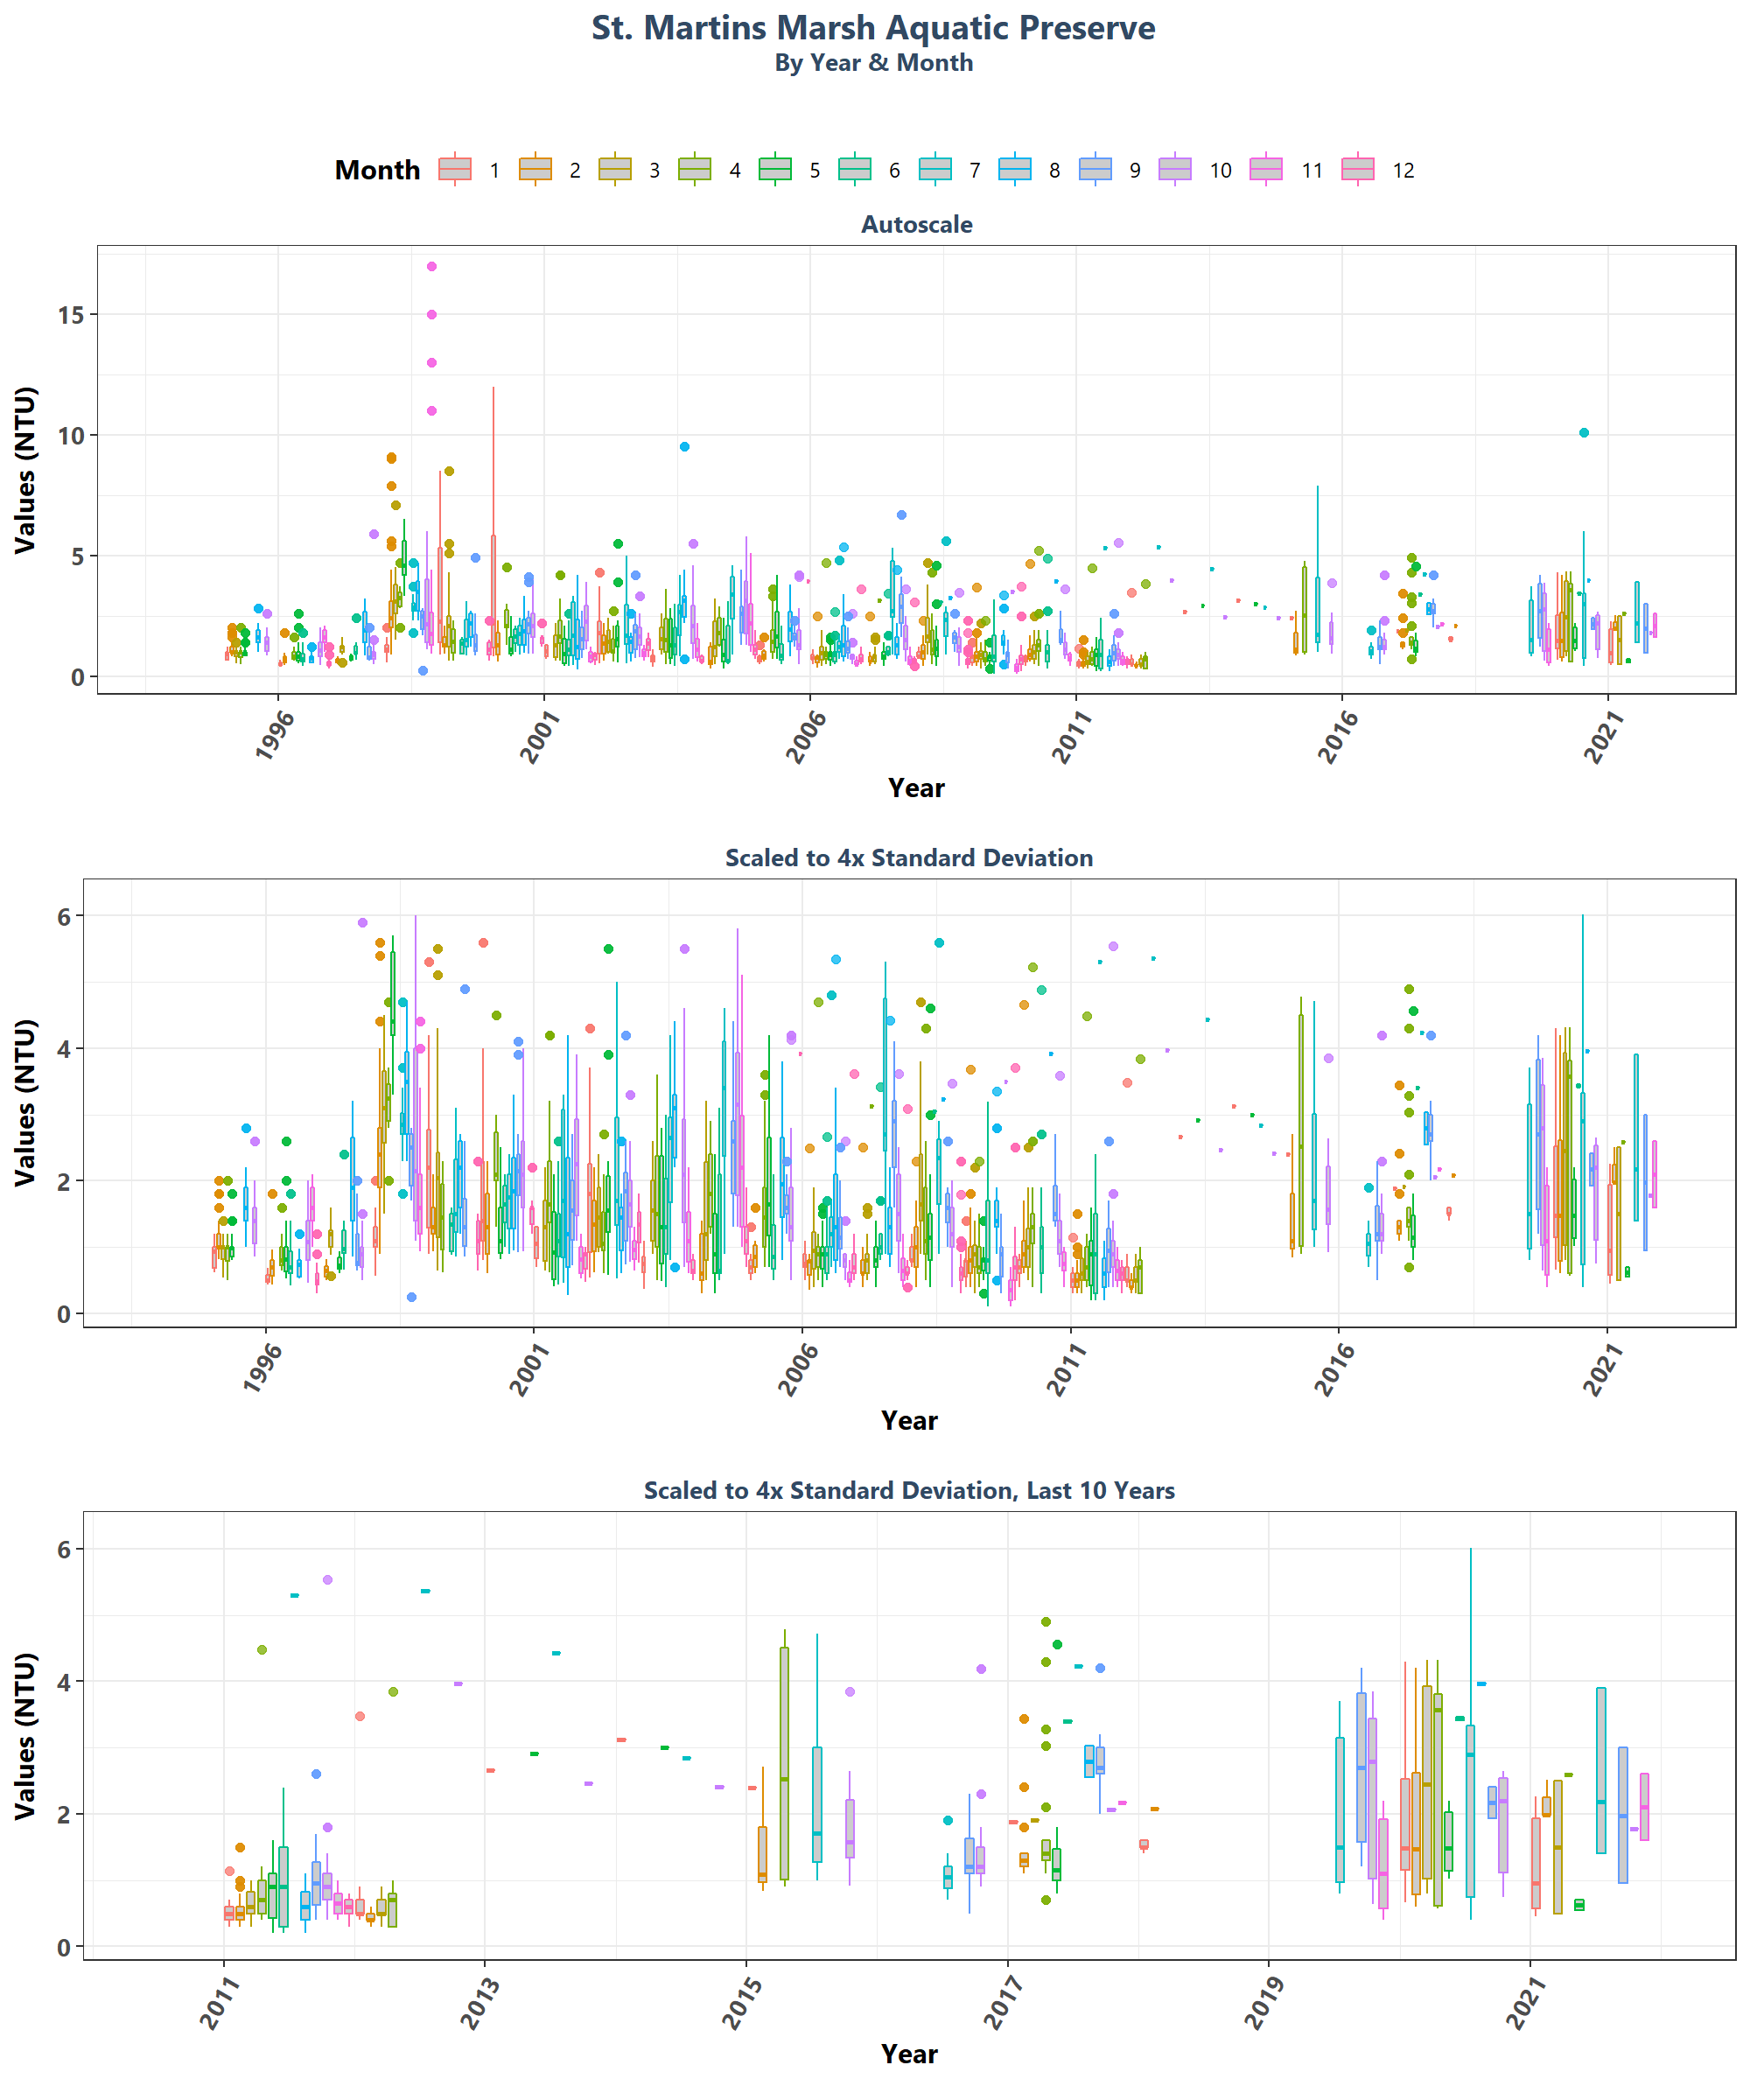 St. Martins Marsh Aquatic Preserve
By Year & Month
Month 1 2 3 4 5 6 7 8 9 10 11 12
Autoscale
Values (NTU)
15
10
5
0
1996 2001 2006 2011 2016 2021
Year
Scaled to 4x Standard Deviation
Values (NTU)
6
4
2
0
1996 2001 2006 2011 2016 2021
Year
Scaled to 4x Standard Deviation, Last 10 Years
Values (NTU)
6
4
2
0
2011 2013 2015 2017 2019 2021
Year